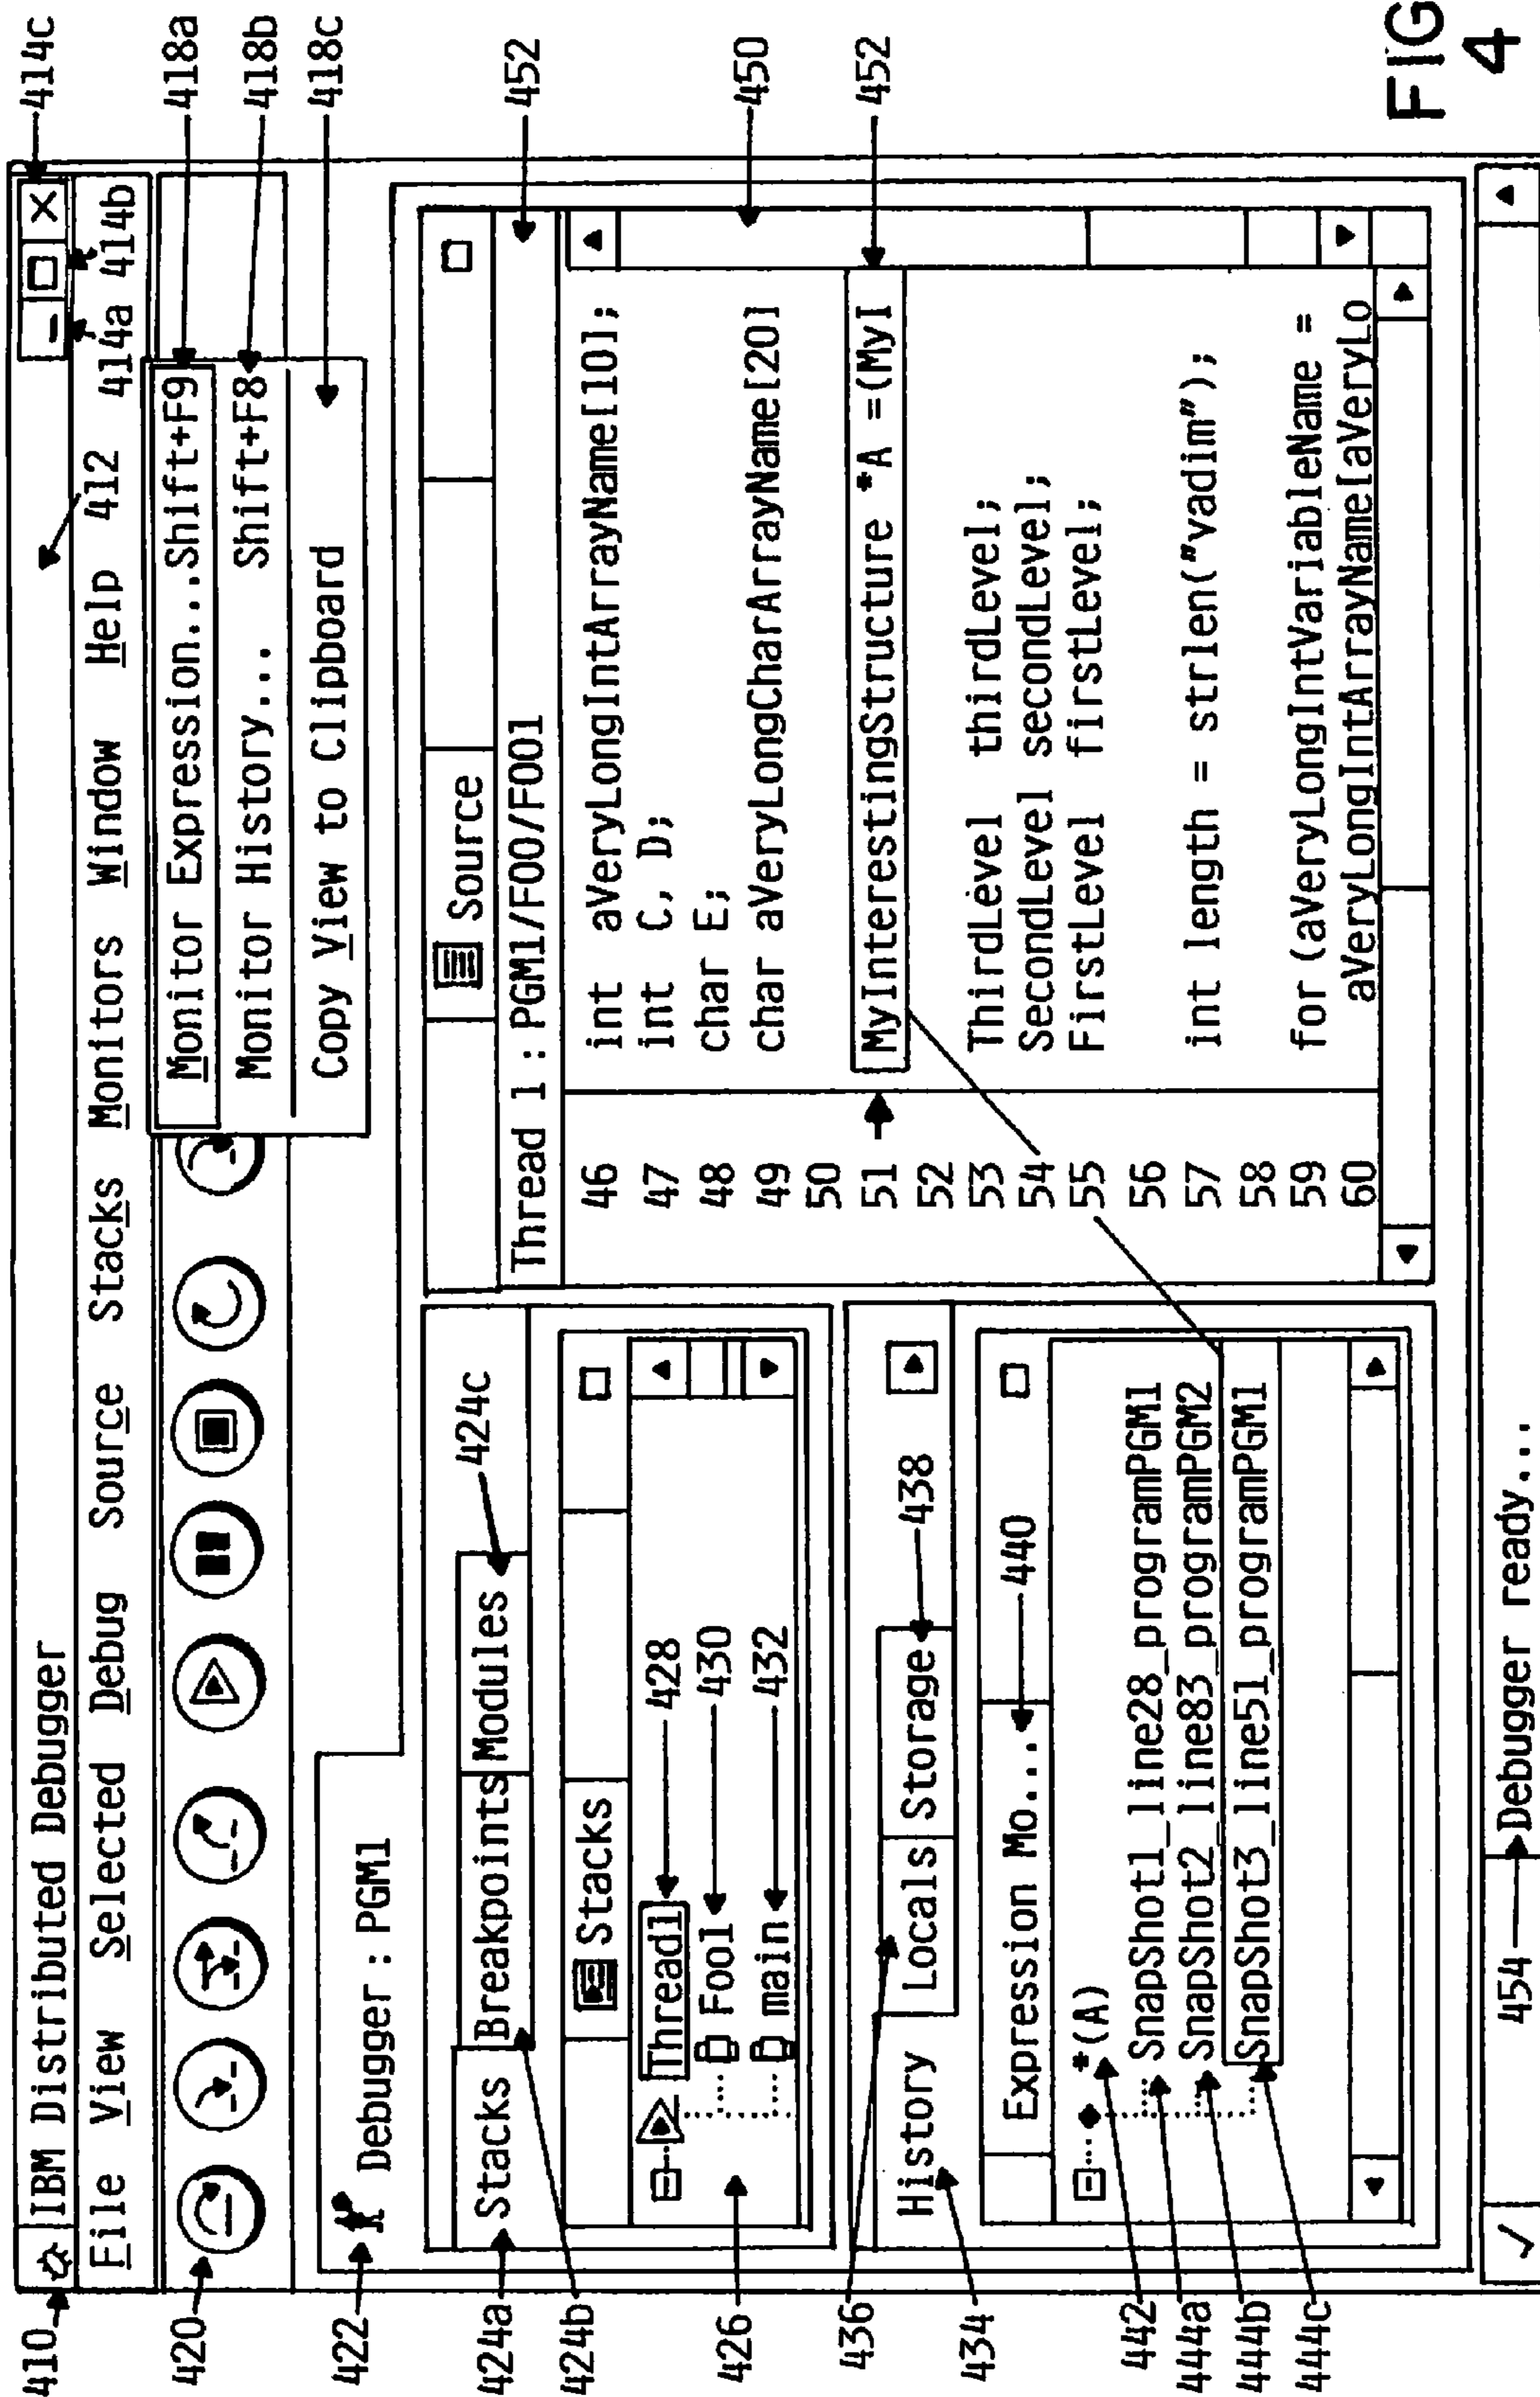 410 IBM Distributed Debugger 414c
File View Selected Debug Source Stacks Monitors Window Help 412 414a 414b
420
Monitor Expression...Shift+F9 418a
Monitor History... Shift+F8 418b
Copy View to Clipboard 418c
422 Debugger : PGM1
424a Stacks Breakpoints Modules 424c
424b
Stacks
426
Thread1 428
Foo1 430
main 432
436
434 History Locals Storage 438
Expression Mo... 440
442 *(A)
444a SnapShot1_line28_programPGM1
444b SnapShot2_line83_programPGM2
444c SnapShot3_line51_programPGM1
Source
Thread 1 : PGM1/F00/F001 452
46 int aVeryLongIntArrayName[10];
47 int C, D;
48 char E;
49 char aVeryLongCharArrayName[20] 450
50
51 MyInterestingStructure *A =(MyI 452
52
53 ThirdLevel thirdLevel;
54 SecondLevel secondLevel;
55 FirstLevel firstLevel;
56
57 int length = strlen("vadim");
58
59 for (aVeryLongIntVariableName =
60 aVeryLongIntArrayName[aVeryLo
454 Debugger ready...
FIG
4